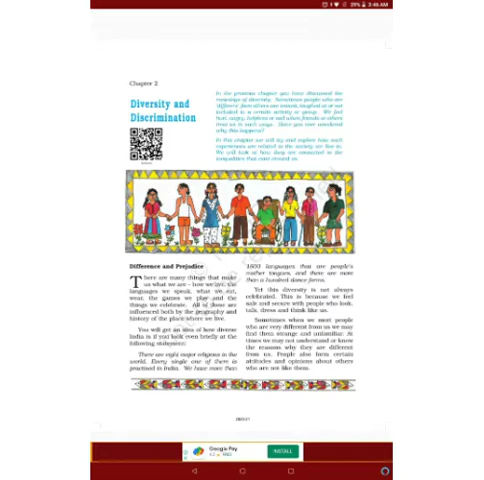 29% 3:46 AM
Chapter 2
Diversity and
Discrimination
In the previous chapter you have discussed the
meaning of diversity. Sometimes people who are
'different' from others are teased, laughed at or not
included in a certain activity or group. We feel
hurt, angry, helpless or sad when friends or others
treat us in such ways. Have you ever wondered
why this happens?
In this chapter we will try and explore how such
experiences are related to the society we live in.
We will look at how they are connected to the
inequalities that exist around us.
Difference and Prejudice
There are many things that make
us what we are – how we live, the
languages we speak, what we eat,
wear, the games we play and the
things we celebrate. All of these are
influenced both by the geography and
history of the place where we live.
You will get an idea of how diverse
India is if you look even briefly at the
following statement:
There are eight major religions in the
world. Every single one of them is
practised in India. We have more than
1600 languages that are people's
mother tongues, and there are more
than a hundred dance forms.
Yet this diversity is not always
celebrated. This is because we feel
safe and secure with people who look,
talk, dress and think like us.
Sometimes when we meet people
who are very different from us we may
find them strange and unfamiliar. At
times we may not understand or know
the reasons why they are different
from us. People also form certain
attitudes and opinions about others
who are not like them.
Google Pay
INSTALL